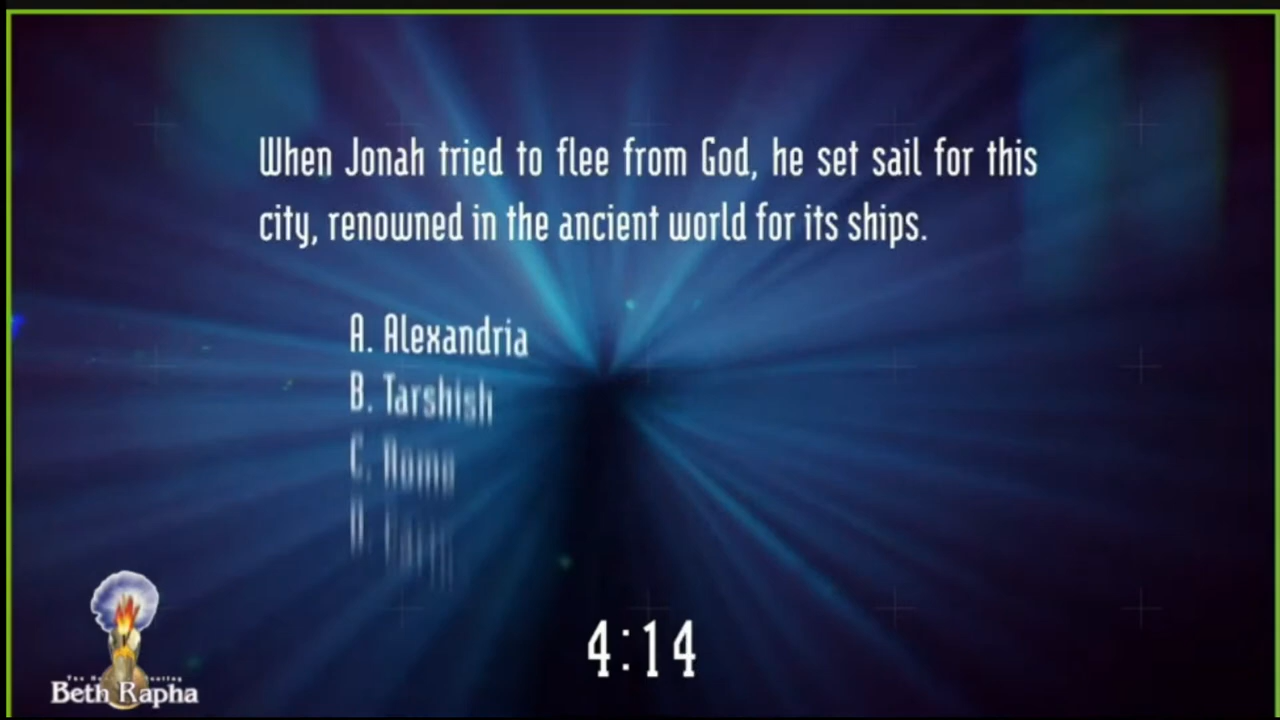 When Jonah tried to flee from God, he set sail for this
city, renowned in the ancient world for its ships.
A. Alexandria
B. Tarshish
C. Rome
4:14
Beth Rapha